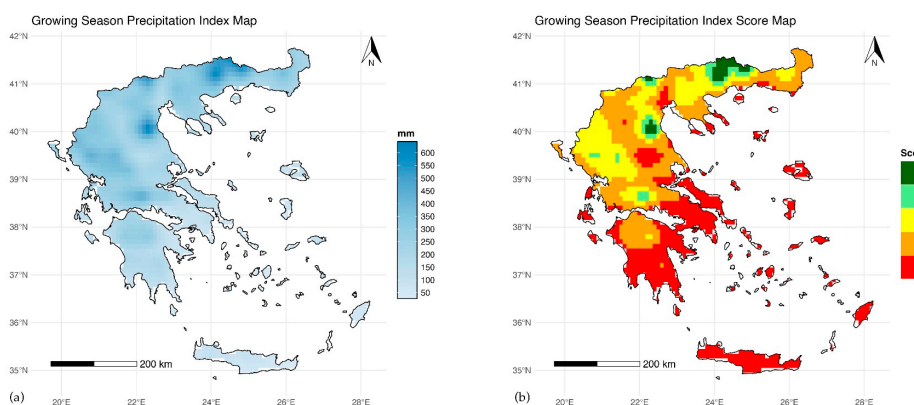 Growing Season Precipitation Index Map
42°N
41°N
40°N
39°N
38°N
37°N
36°N
35°N
20°E
22°E
24°E
26°E
28°E
N
mm
600
550
500
450
400
350
300
250
200
150
100
50
200 km
(a)
Growing Season Precipitation Index Score Map
42°N
41°N
40°N
39°N
38°N
37°N
36°N
35°N
20°E
22°E
24°E
26°E
28°E
N
200 km
(b)